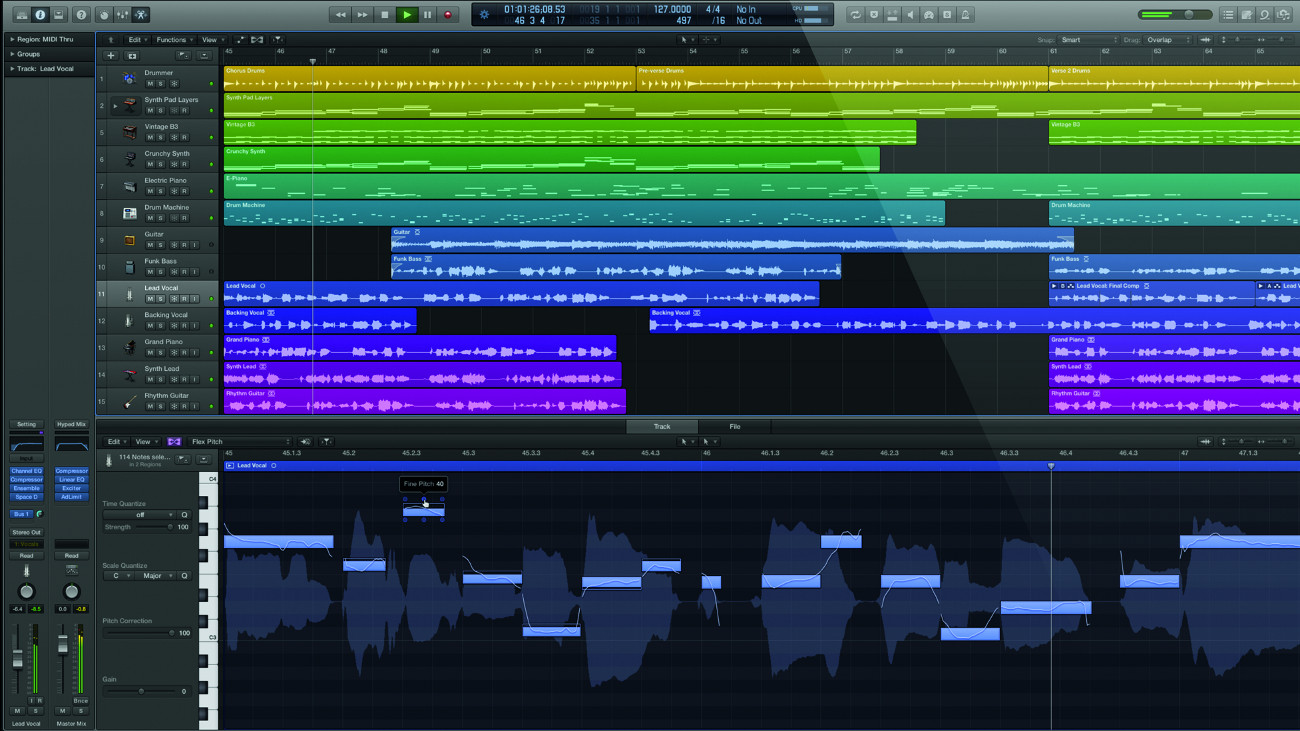 01:01:26:08.53
46 3 4 17
127.0000
497
4/4
/16
No In
No Out
CPU
HD
Region: MIDI Thru
Groups
Track: Lead Vocal
Edit
Functions
View
Snap: Smart
Drag: Overlap
45 46 47 48 49 50 51 52 53 54 55 56 57 58 59 60 61 62 63 64 65
1 Drummer
M S
Chorus Drums
Pre-verse Drums
Verse 2 Drums
2 Synth Pad Layers
M S R
Synth Pad Layers
5 Vintage B3
M S R
Vintage B3
Vintage B3
6 Crunchy Synth
M S R
Crunchy Synth
7 Electric Piano
M S R
E-Piano
8 Drum Machine
M S R
Drum Machine
Drum Machine
9 Guitar
M S R I
Guitar
10 Funk Bass
M S R I
Funk Bass
Funk Bass
11 Lead Vocal
M S R I
Lead Vocal
B Lead Vocal: Final Comp
A Lead V
12 Backing Vocal
M S R I
Backing Vocal
Backing Vocal
13 Grand Piano
M S R I
Grand Piano
Grand Piano
14 Synth Lead
M S R I
Synth Lead
Synth Lead
15 Rhythm Guitar
M S R I
Rhythm Guitar
Rhythm Guitar
Track
File
Setting
Hyped Mix
Input
Channel EQ
Compressor
Ensemble
Space D
Compressor
Linear EQ
Exciter
AdLimit
Bus 1
Stereo Out
Read
Read
-6.4
-6.5
0.0
-0.8
I R
Bnce
M S
M S
Lead Vocal
Master Mix
Edit
View
Flex Pitch
114 Notes sele...
in 2 Regions
45 45.1.3 45.2 45.2.3 45.3 45.3.3 45.4 45.4.3 46 46.1.3 46.2 46.2.3 46.3 46.3.3 46.4 46.4.3 47 47.1.3
Lead Vocal
C4
Fine Pitch 40
Time Quantize
off
Q
Strength
100
Scale Quantize
C
Major
Q
Pitch Correction
100
C3
Gain
0